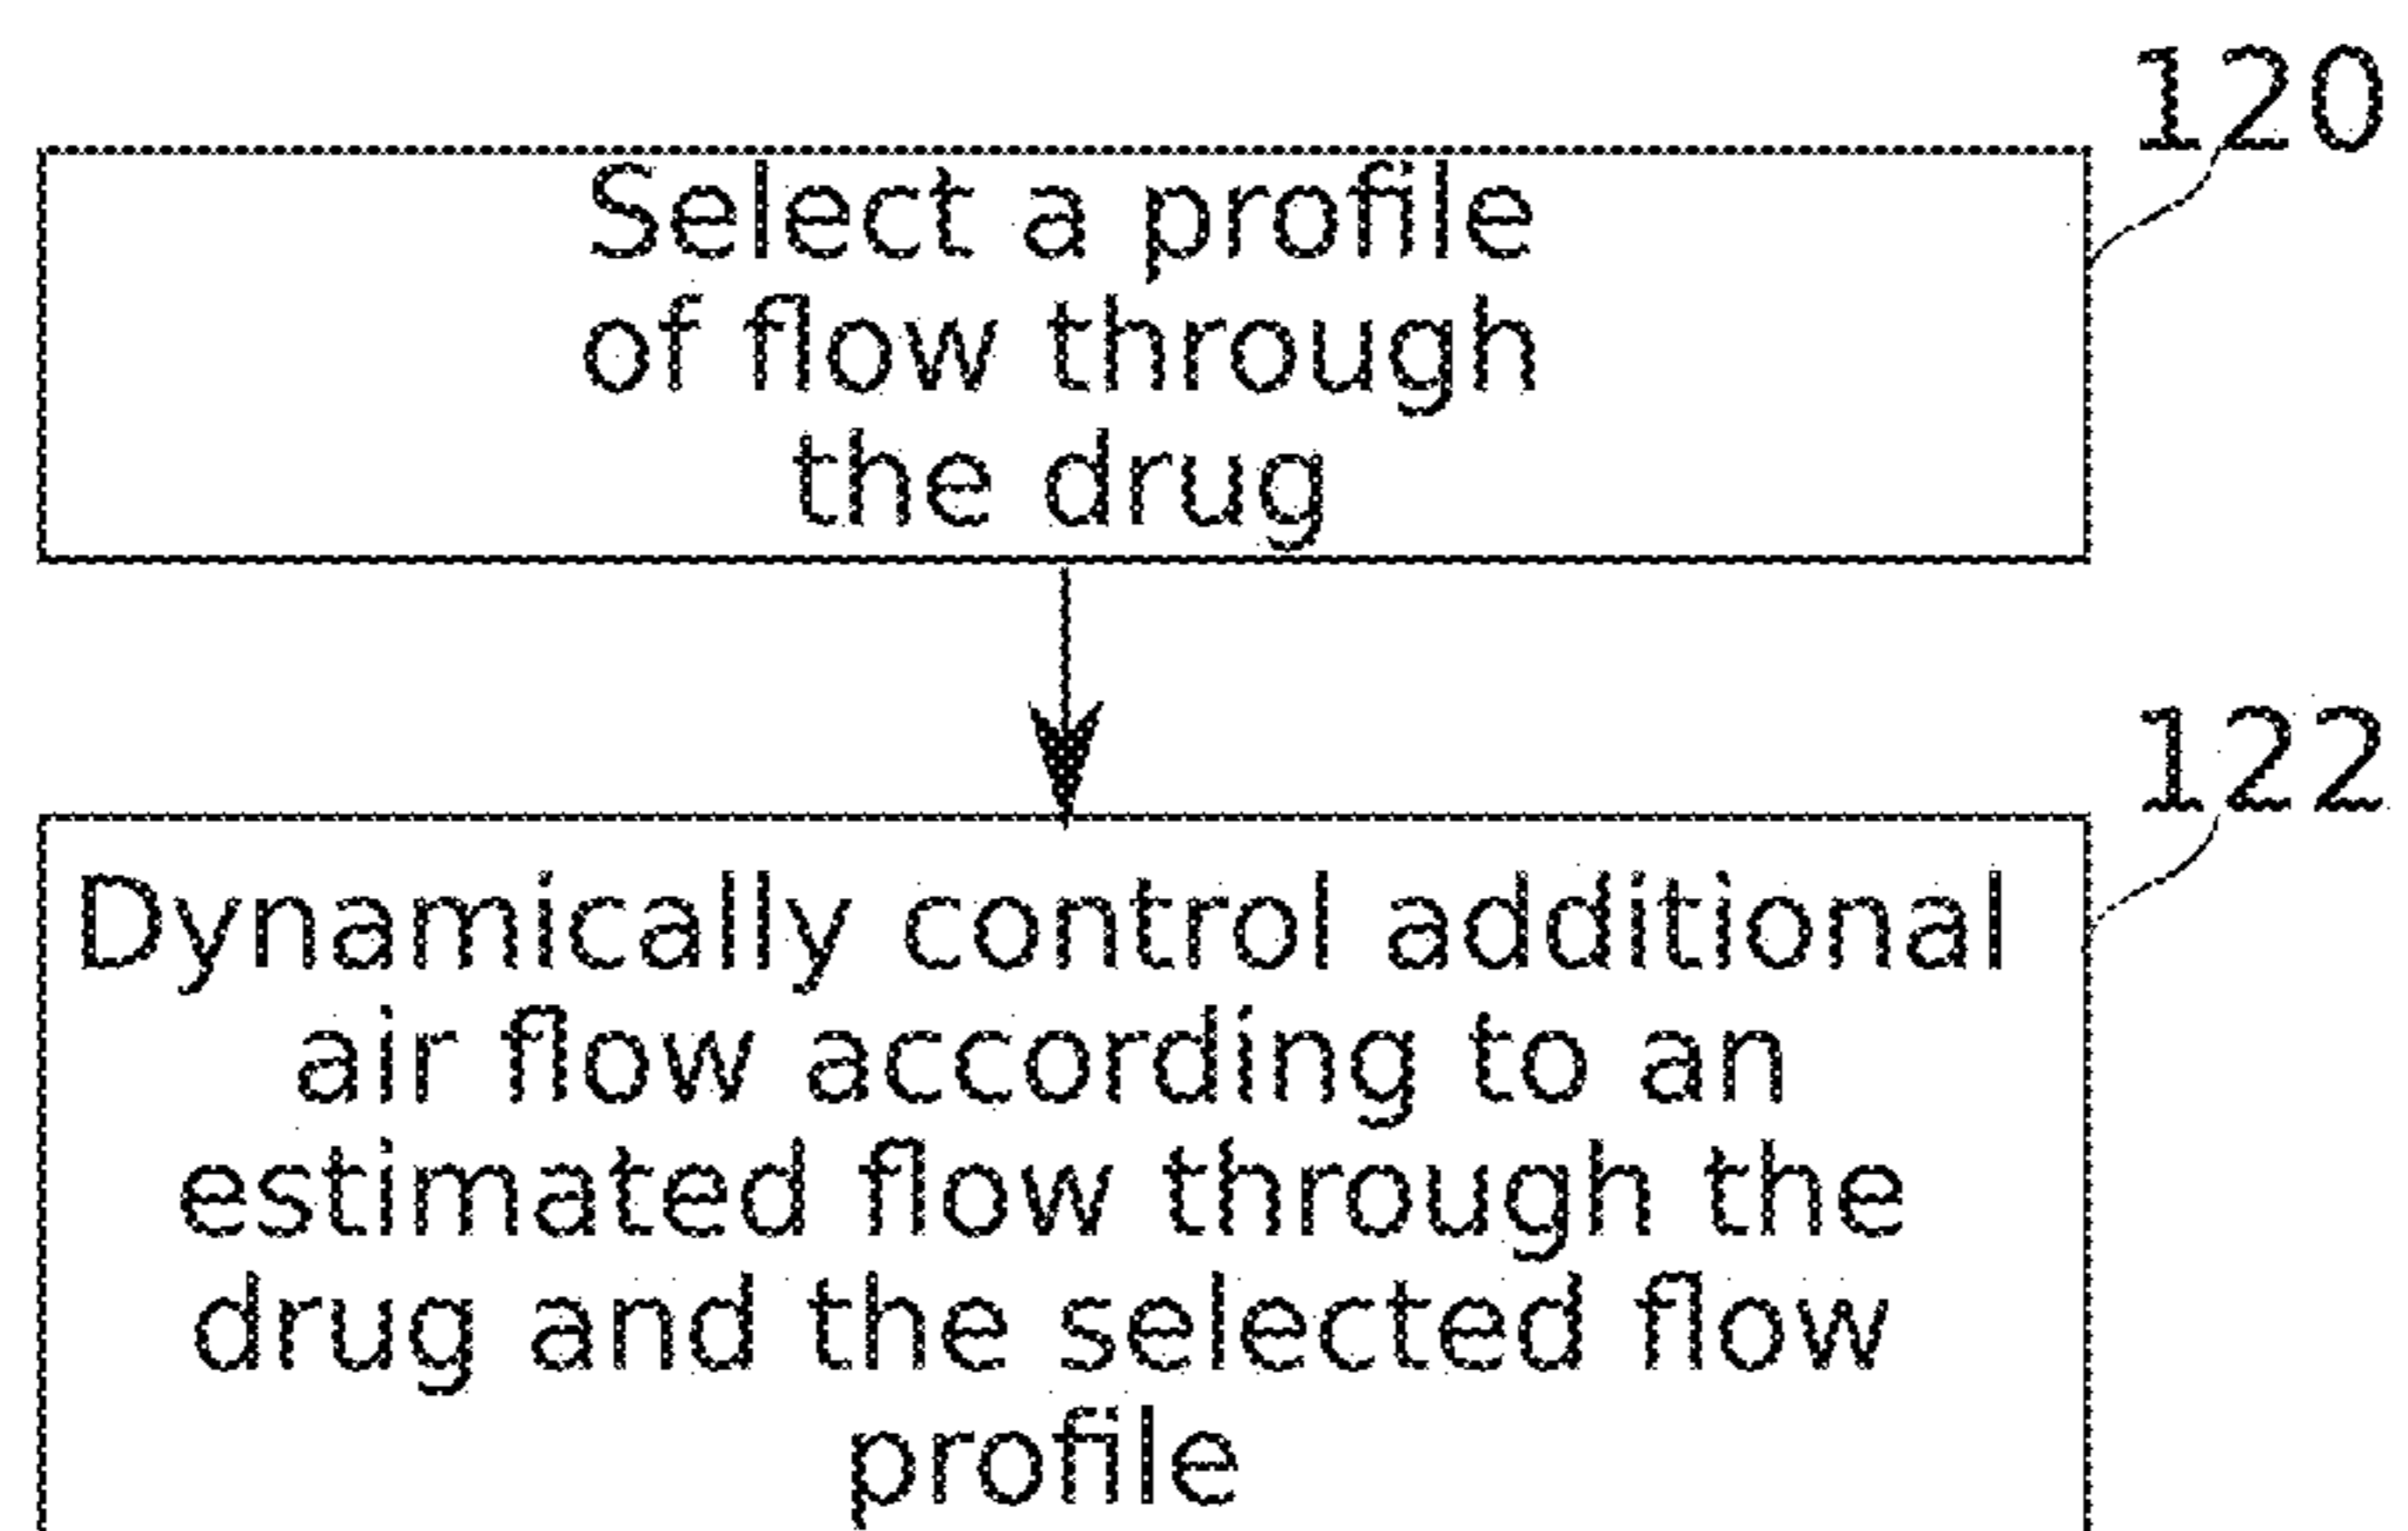 120
Select a profile
of flow through
the drug
122
Dynamically control additional
air flow according to an
estimated flow through the
drug and the selected flow
profile